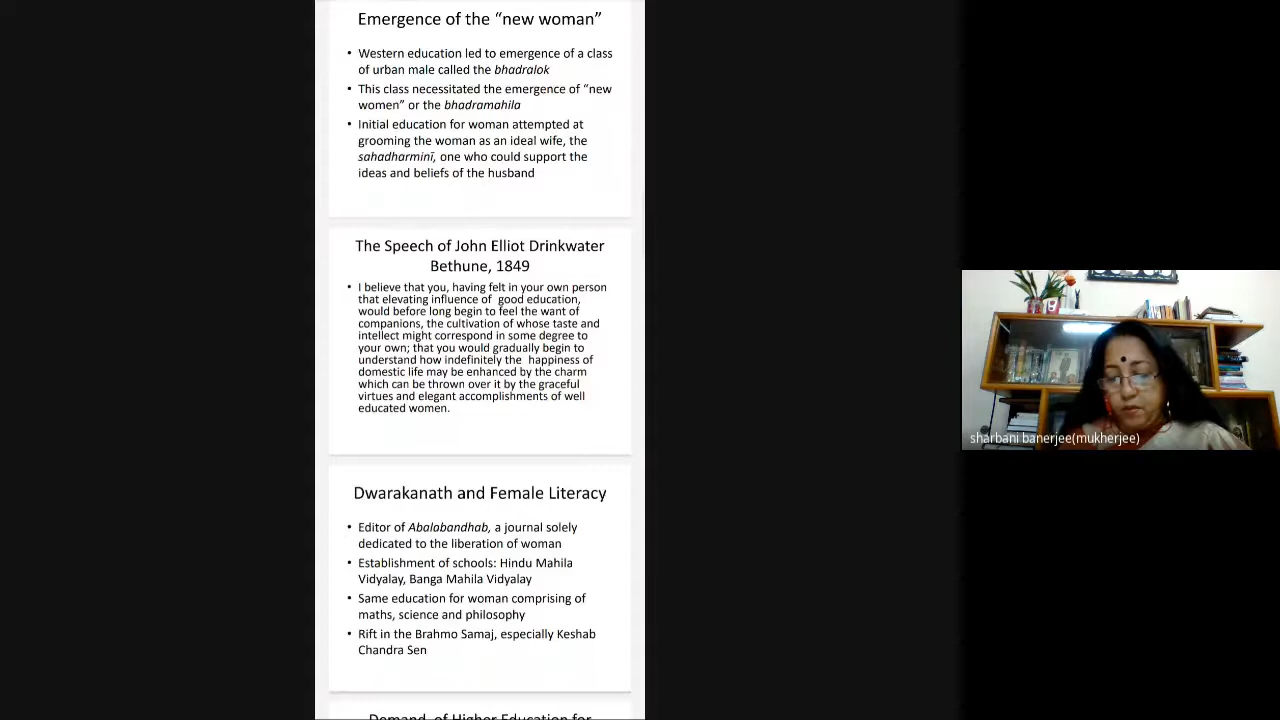 Emergence of the “new woman”
• Western education led to emergence of a class
of urban male called the bhadralok
• This class necessitated the emergence of “new
women” or the bhadramahila
• Initial education for woman attempted at
grooming the woman as an ideal wife, the
sahadharminī, one who could support the
ideas and beliefs of the husband
The Speech of John Elliot Drinkwater
Bethune, 1849
• I believe that you, having felt in your own person
that elevating influence of good education,
would before long begin to feel the want of
companions, the cultivation of whose taste and
intellect might correspond in some degree to
your own; that you would gradually begin to
understand how indefinitely the happiness of
domestic life may be enhanced by the charm
which can be thrown over it by the graceful
virtues and elegant accomplishments of well
educated women.
Dwarakanath and Female Literacy
• Editor of Abalabandhab, a journal solely
dedicated to the liberation of woman
• Establishment of schools: Hindu Mahila
Vidyalay, Banga Mahila Vidyalay
• Same education for woman comprising of
maths, science and philosophy
• Rift in the Brahmo Samaj, especially Keshab
Chandra Sen
Demand of Higher Education for
sharbani banerjee(mukherjee)